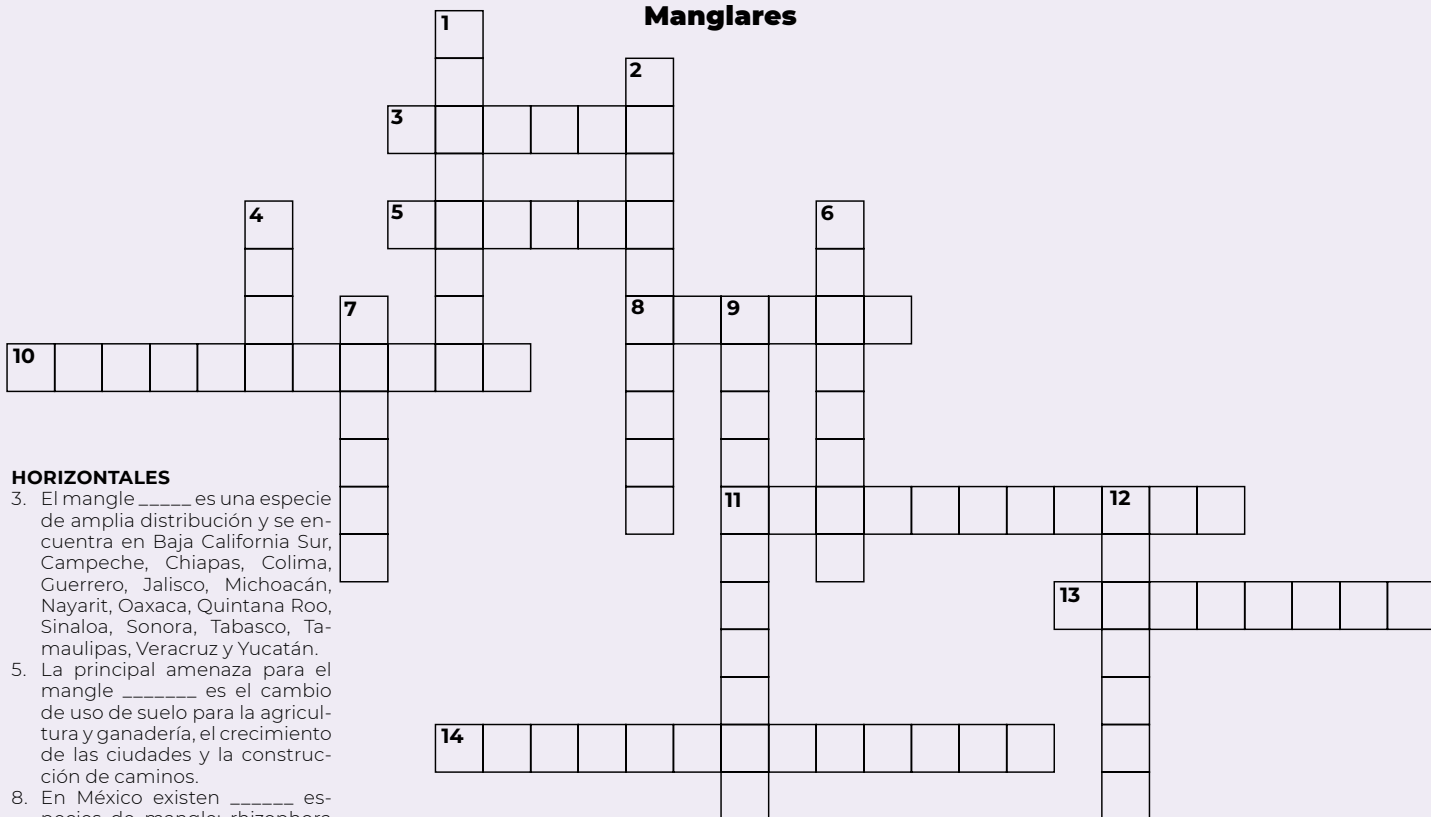 Manglares
1
2
3
4
5
6
7
8
9
10
11
12
13
14
HORIZONTALES
3. El mangle _____ es una especie
de amplia distribución y se en-
cuentra en Baja California Sur,
Campeche, Chiapas, Colima,
Guerrero, Jalisco, Michoacán,
Nayarit, Oaxaca, Quintana Roo,
Sinaloa, Sonora, Tabasco, Ta-
maulipas, Veracruz y Yucatán.
5. La principal amenaza para el
mangle _______ es el cambio
de uso de suelo para la agricul-
tura y ganadería, el crecimiento
de las ciudades y la construc-
ción de caminos.
8. En México existen ______ es-
pecies de mangle: rhizophora